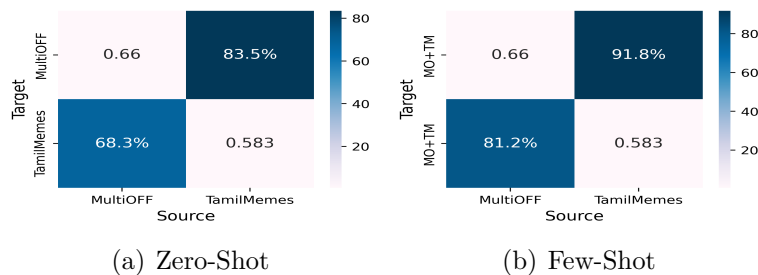 80
60
40
20
MultiOFF
TamilMemes
Target
0.66
83.5%
68.3%
0.583
MultiOFF
TamilMemes
Source
(a) Zero-Shot
80
60
40
20
MO+TM
MO+TM
Target
0.66
91.8%
81.2%
0.583
MultiOFF
TamilMemes
Source
(b) Few-Shot